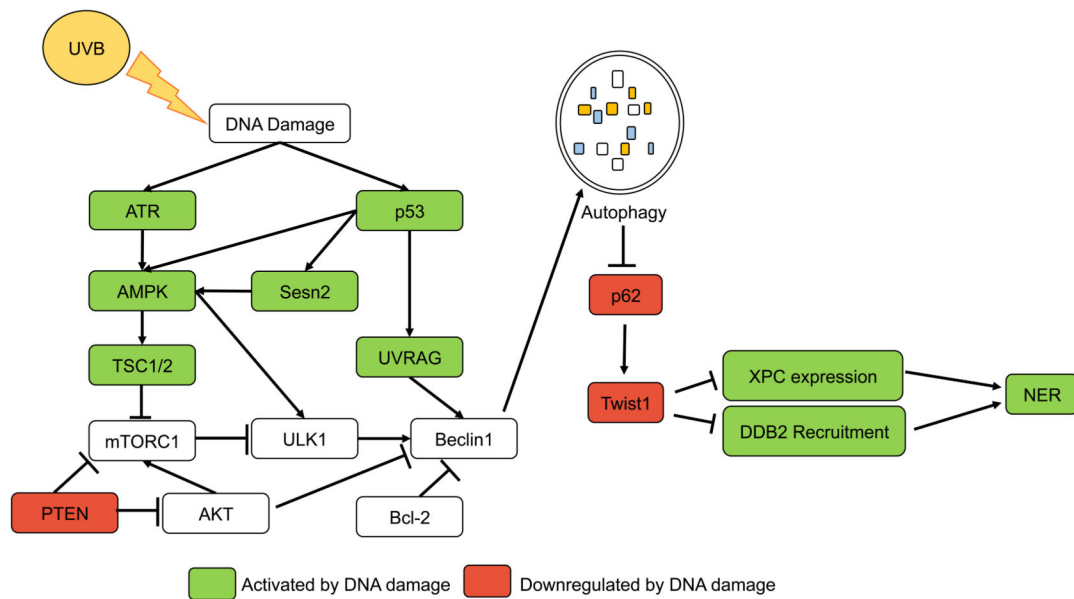 UVB
DNA Damage
ATR
p53
Autophagy
AMPK
Sesn2
p62
TSC1/2
UVRAG
XPC expression
Twist1
NER
DDB2 Recruitment
mTORC1
ULK1
Beclin1
PTEN
AKT
Bcl-2
Activated by DNA damage
Downregulated by DNA damage